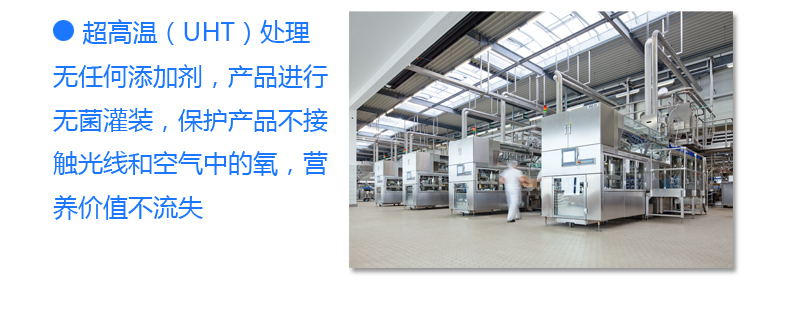 ● 超高温（UHT）处理
无任何添加剂，产品进行
无菌灌装，保护产品不接
触光线和空气中的氧，营
养价值不流失